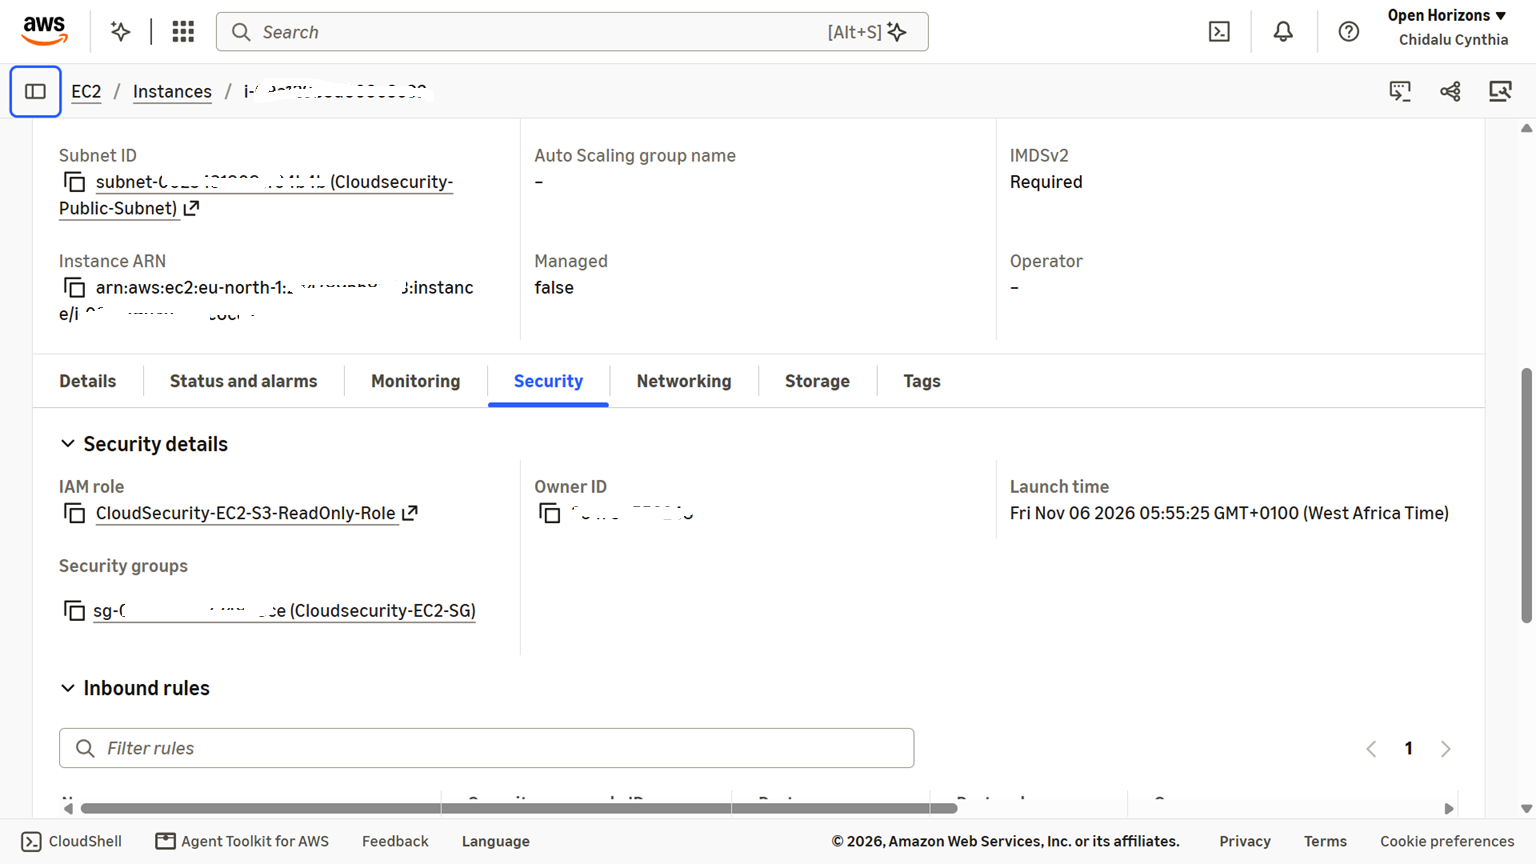 aws
Search [Alt+S]
Open Horizons
Chidalu Cynthia
EC2 / Instances /
Subnet ID
(Cloudsecurity-
Public-Subnet)
Auto Scaling group name
–
IMDSv2
Required
Instance ARN
arn:aws:ec2:eu-north-1: :instanc
e/i
Managed
false
Operator
–
Details
Status and alarms
Monitoring
Security
Networking
Storage
Tags
Security details
IAM role
CloudSecurity-EC2-S3-ReadOnly-Role
Owner ID
Launch time
Fri Nov 06 2026 05:55:25 GMT+0100 (West Africa Time)
Security groups
(Cloudsecurity-EC2-SG)
Inbound rules
Filter rules
1
CloudShell
Agent Toolkit for AWS
Feedback
Language
© 2026, Amazon Web Services, Inc. or its affiliates.
Privacy
Terms
Cookie preferences